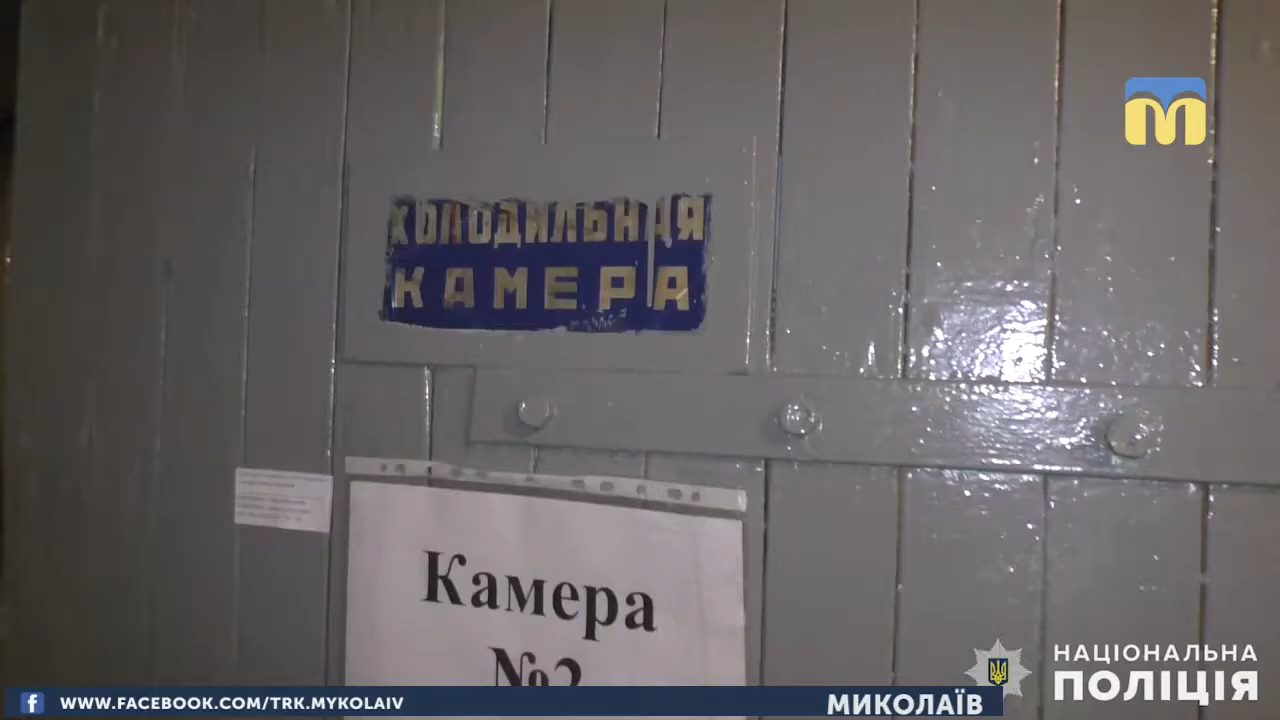 ХОЛОДИЛЬНАЯ
КАМЕРА
Камера
№2
НАЦІОНАЛЬНА
ПОЛІЦІЯ
WWW.FACEBOOK.COM/TRK.MYKOLAIV
МИКОЛАЇВ